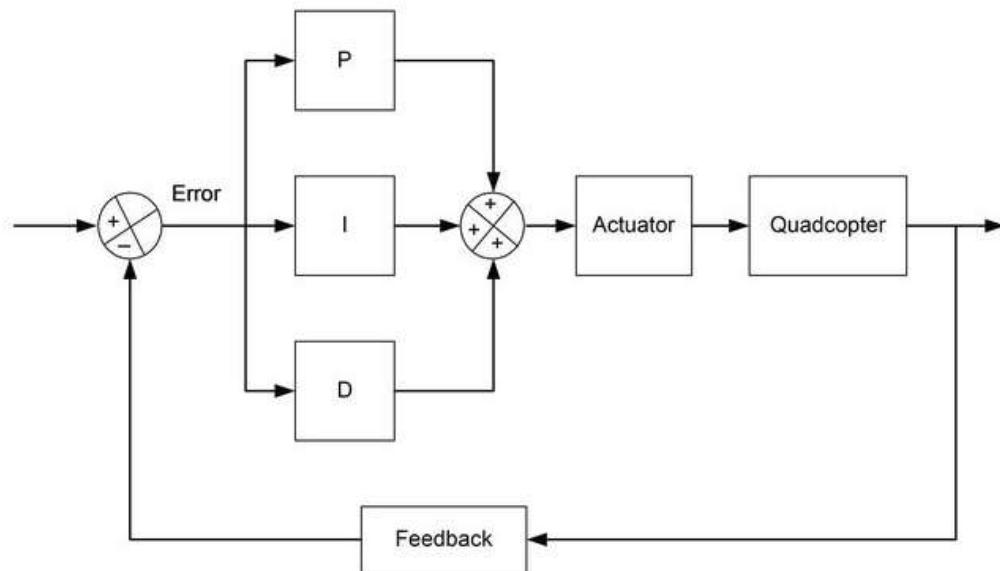 P
Error
+
−
I
+
+
+
Actuator
Quadcopter
D
Feedback